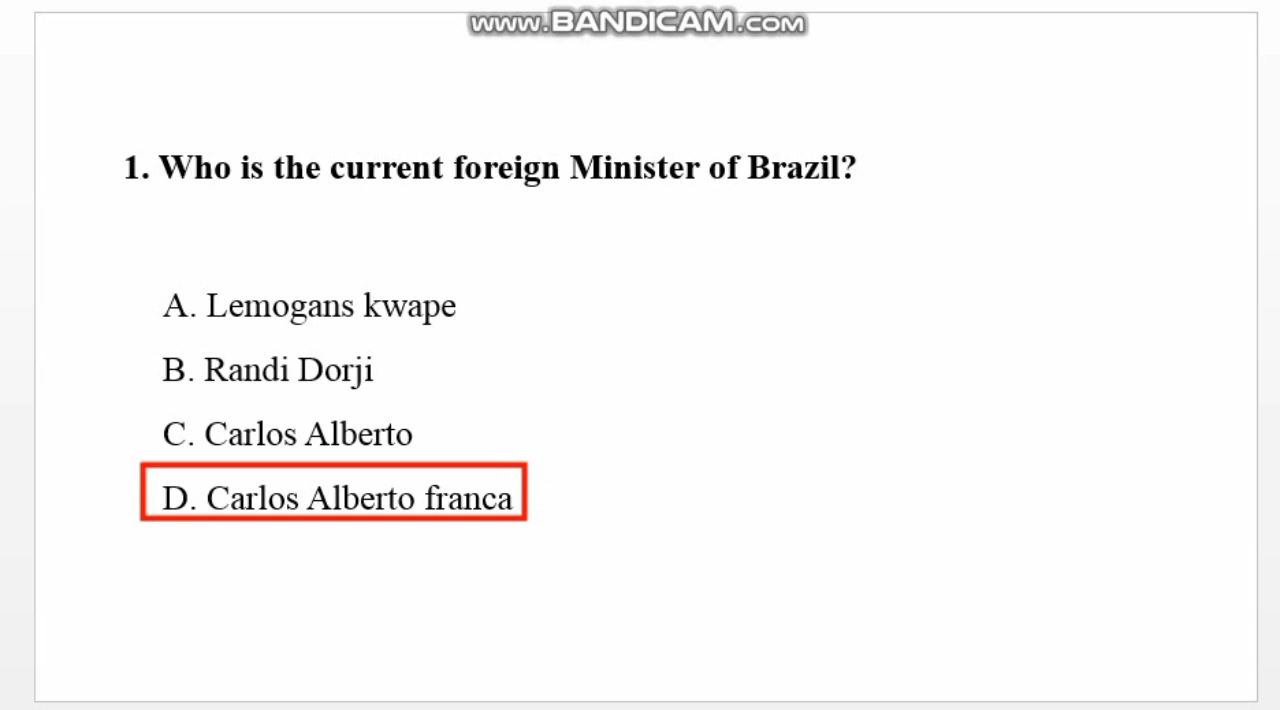 www.BANDICAM.com
1. Who is the current foreign Minister of Brazil?
A. Lemogans kwape
B. Randi Dorji
C. Carlos Alberto
D. Carlos Alberto franca